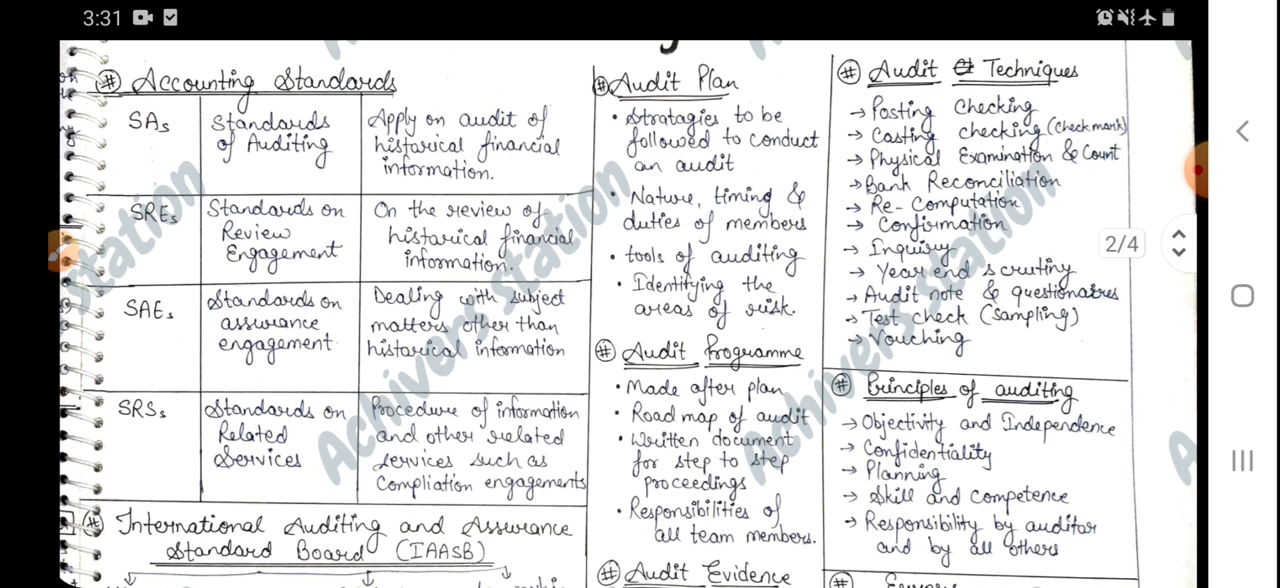 3:31
# Accounting Standards
SAs
Standards
of Auditing
Apply on audit of
historical financial
information.
SREs
Standards on
Review
Engagement
On the review of
historical financial
information.
SAEs
Standards on
assurance
engagement
Dealing with subject
matters other than
historical information
SRSs
Standards on
Related
Services
Procedure of information
and other related
services such as
Compliation engagements
# International Auditing and Assurance
Standard Board (IAASB)
# Audit Plan
• Stratagies to be
followed to conduct
an audit
• Nature, timing &
duties of members
• tools of auditing
• Identifying the
areas of risk.
# Audit Programme
• Made after plan
• Road map of audit
• Written document
for step to step
proceedings
• Responsibilities of
all team members.
# Audit Evidence
# Audit Techniques
→ Posting Checking
→ Casting checking (Check mark)
→ Physical Examination & Count
→ Bank Reconciliation
→ Re-Computation
→ Confirmation
→ Inquiry
→ Year end scrutiny
→ Audit note & questionaires
→ Test check (Sampling)
→ Vouching
# Principles of auditing
→ Objectivity and Independence
→ Confidentiality
→ Planning
→ Skill and competence
→ Responsibility by auditor
and by all others
2/4
Achivers Station